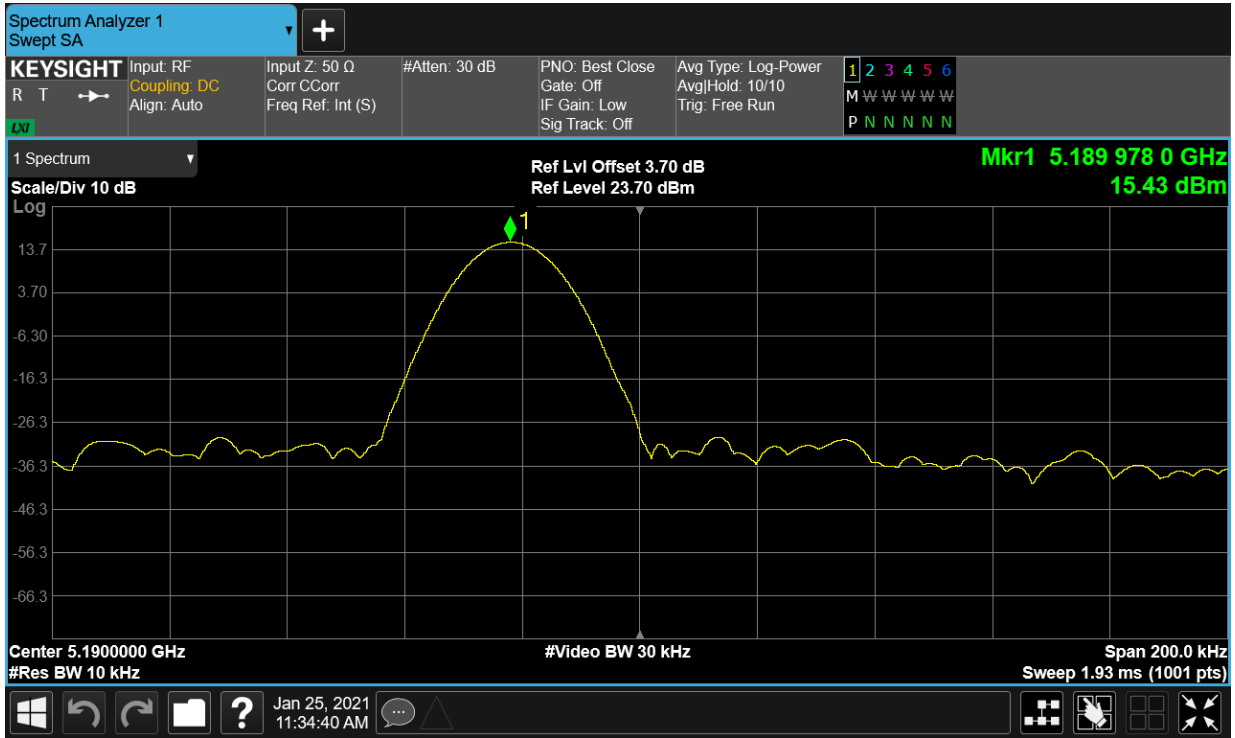 Spectrum Analyzer 1
Swept SA
KEYSIGHT
R T
LXI
Input: RF
Coupling: DC
Align: Auto
Input Z: 50 Ω
Corr CCorr
Freq Ref: Int (S)
#Atten: 30 dB
PNO: Best Close
Gate: Off
IF Gain: Low
Sig Track: Off
Avg Type: Log-Power
Avg|Hold: 10/10
Trig: Free Run
1 2 3 4 5 6
M W W W W W
P N N N N N
1 Spectrum
Scale/Div 10 dB
Log
Ref Lvl Offset 3.70 dB
Ref Level 23.70 dBm
Mkr1 5.189 978 0 GHz
15.43 dBm
1
13.7
3.70
-6.30
-16.3
-26.3
-36.3
-46.3
-56.3
-66.3
Center 5.1900000 GHz
#Res BW 10 kHz
#Video BW 30 kHz
Span 200.0 kHz
Sweep 1.93 ms (1001 pts)
?
Jan 25, 2021
11:34:40 AM